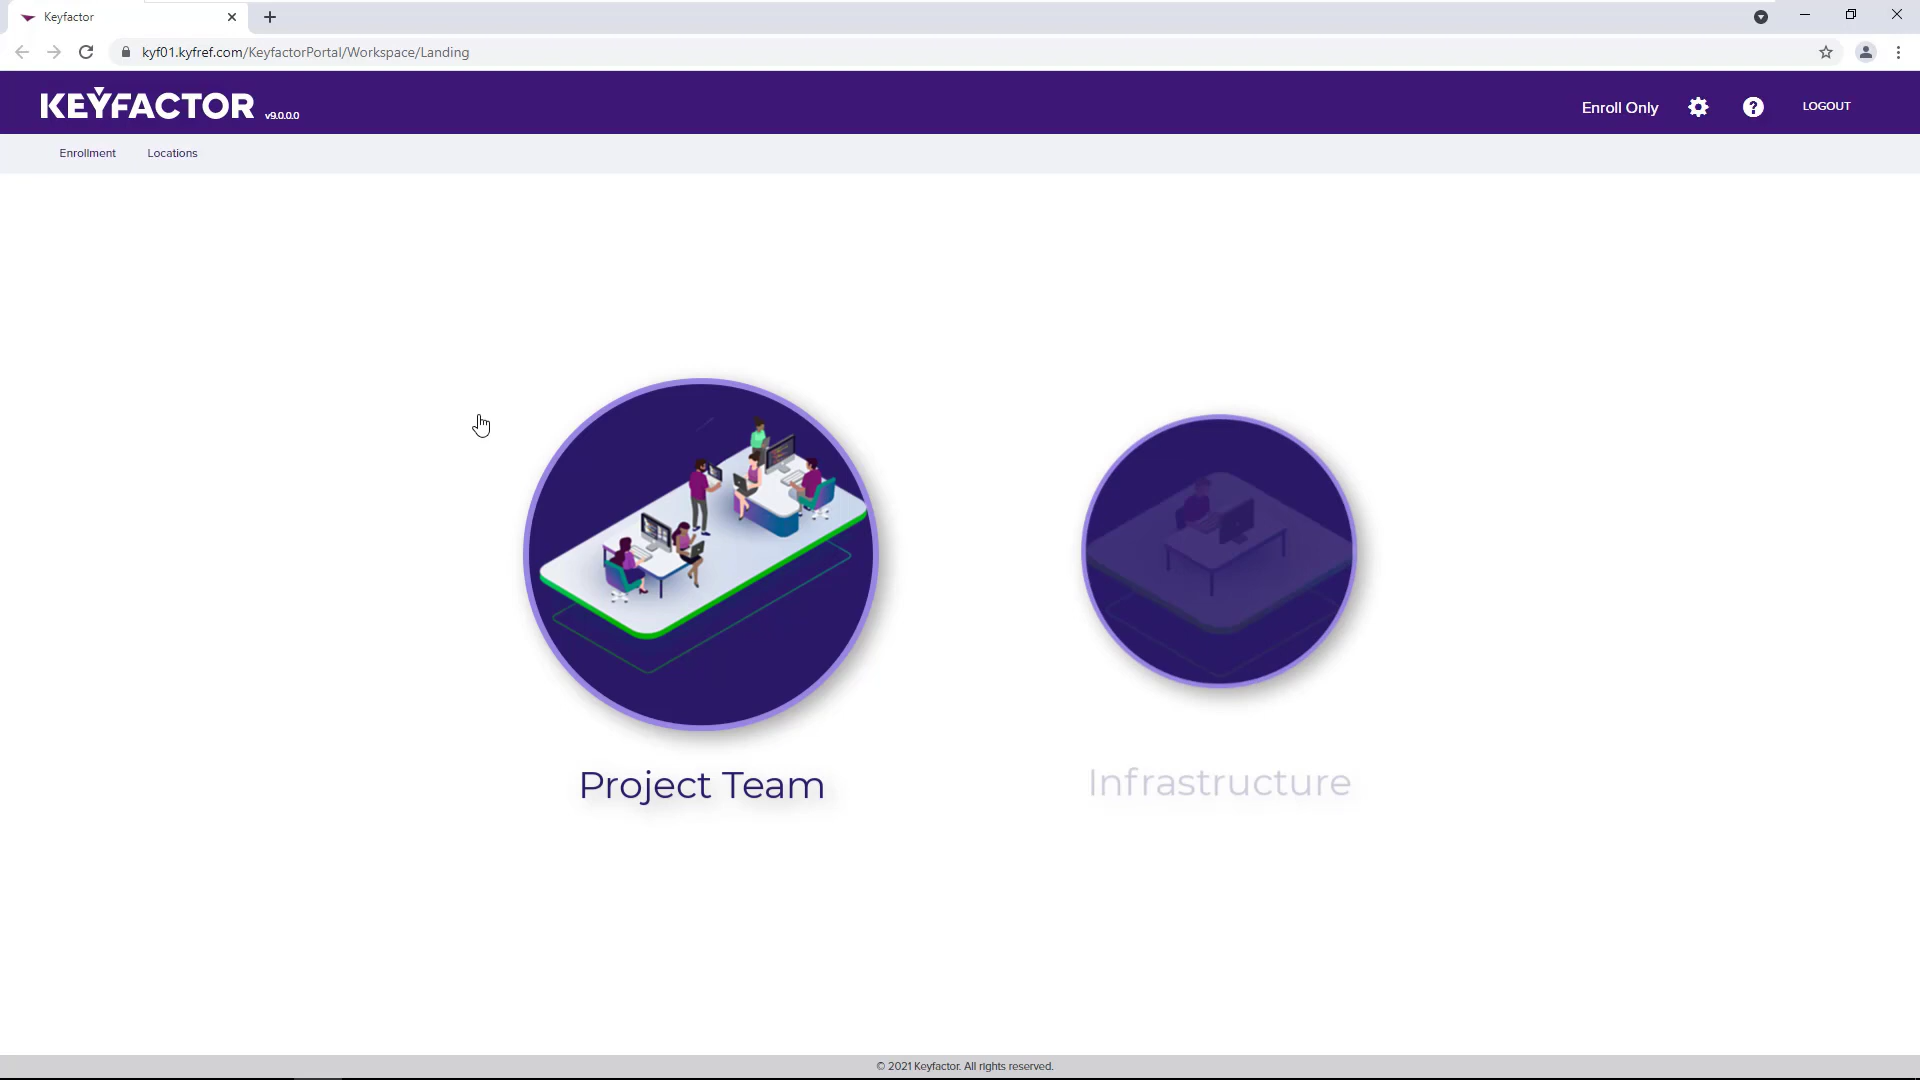 Keyfactor
kyf01.kyfref.com/KeyfactorPortal/Workspace/Landing
KEYFACTOR v9.0.0.0
Enroll Only
?
LOGOUT
Enrollment Locations
Project Team
Infrastructure
© 2021 Keyfactor. All rights reserved.